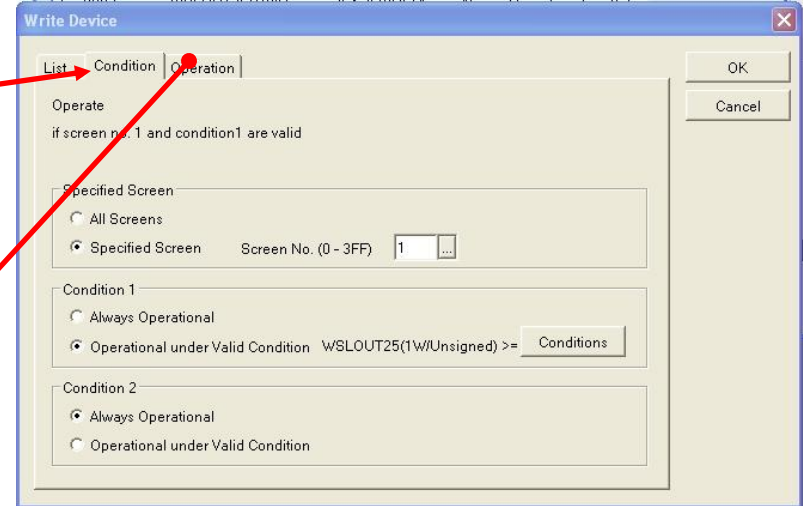 Write Device
List Condition Operation
OK
Cancel
Operate
if screen no. 1 and condition1 are valid
Specified Screen
All Screens
Specified Screen Screen No. (0 - 3FF) 1 ...
Condition 1
Always Operational
Operational under Valid Condition WSLOUT25(1W/Unsigned) >= Conditions
Condition 2
Always Operational
Operational under Valid Condition